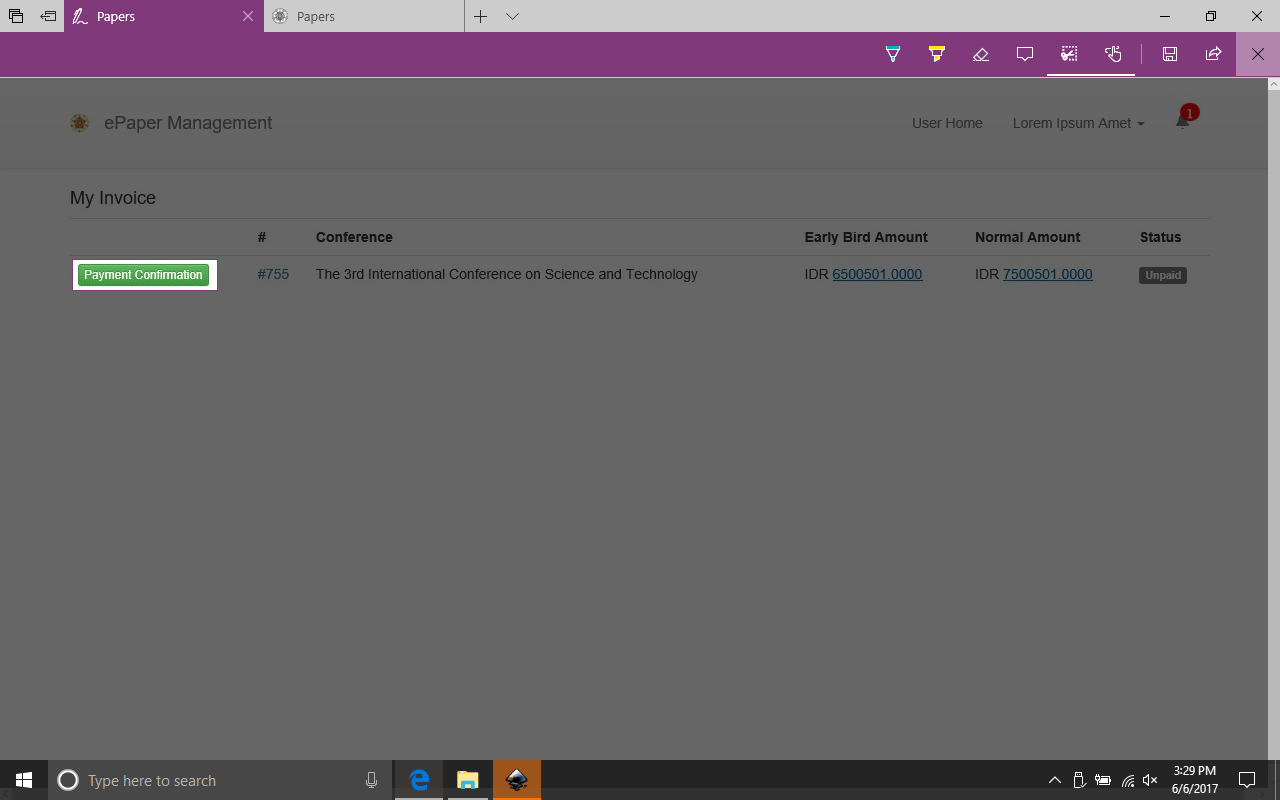 Papers
Papers
ePaper Management
User Home
Lorem Ipsum Amet
1
My Invoice
# Conference Early Bird Amount Normal Amount Status
Payment Confirmation #755 The 3rd International Conference on Science and Technology IDR 6500501.0000 IDR 7500501.0000 Unpaid
Type here to search
3:29 PM
6/6/2017